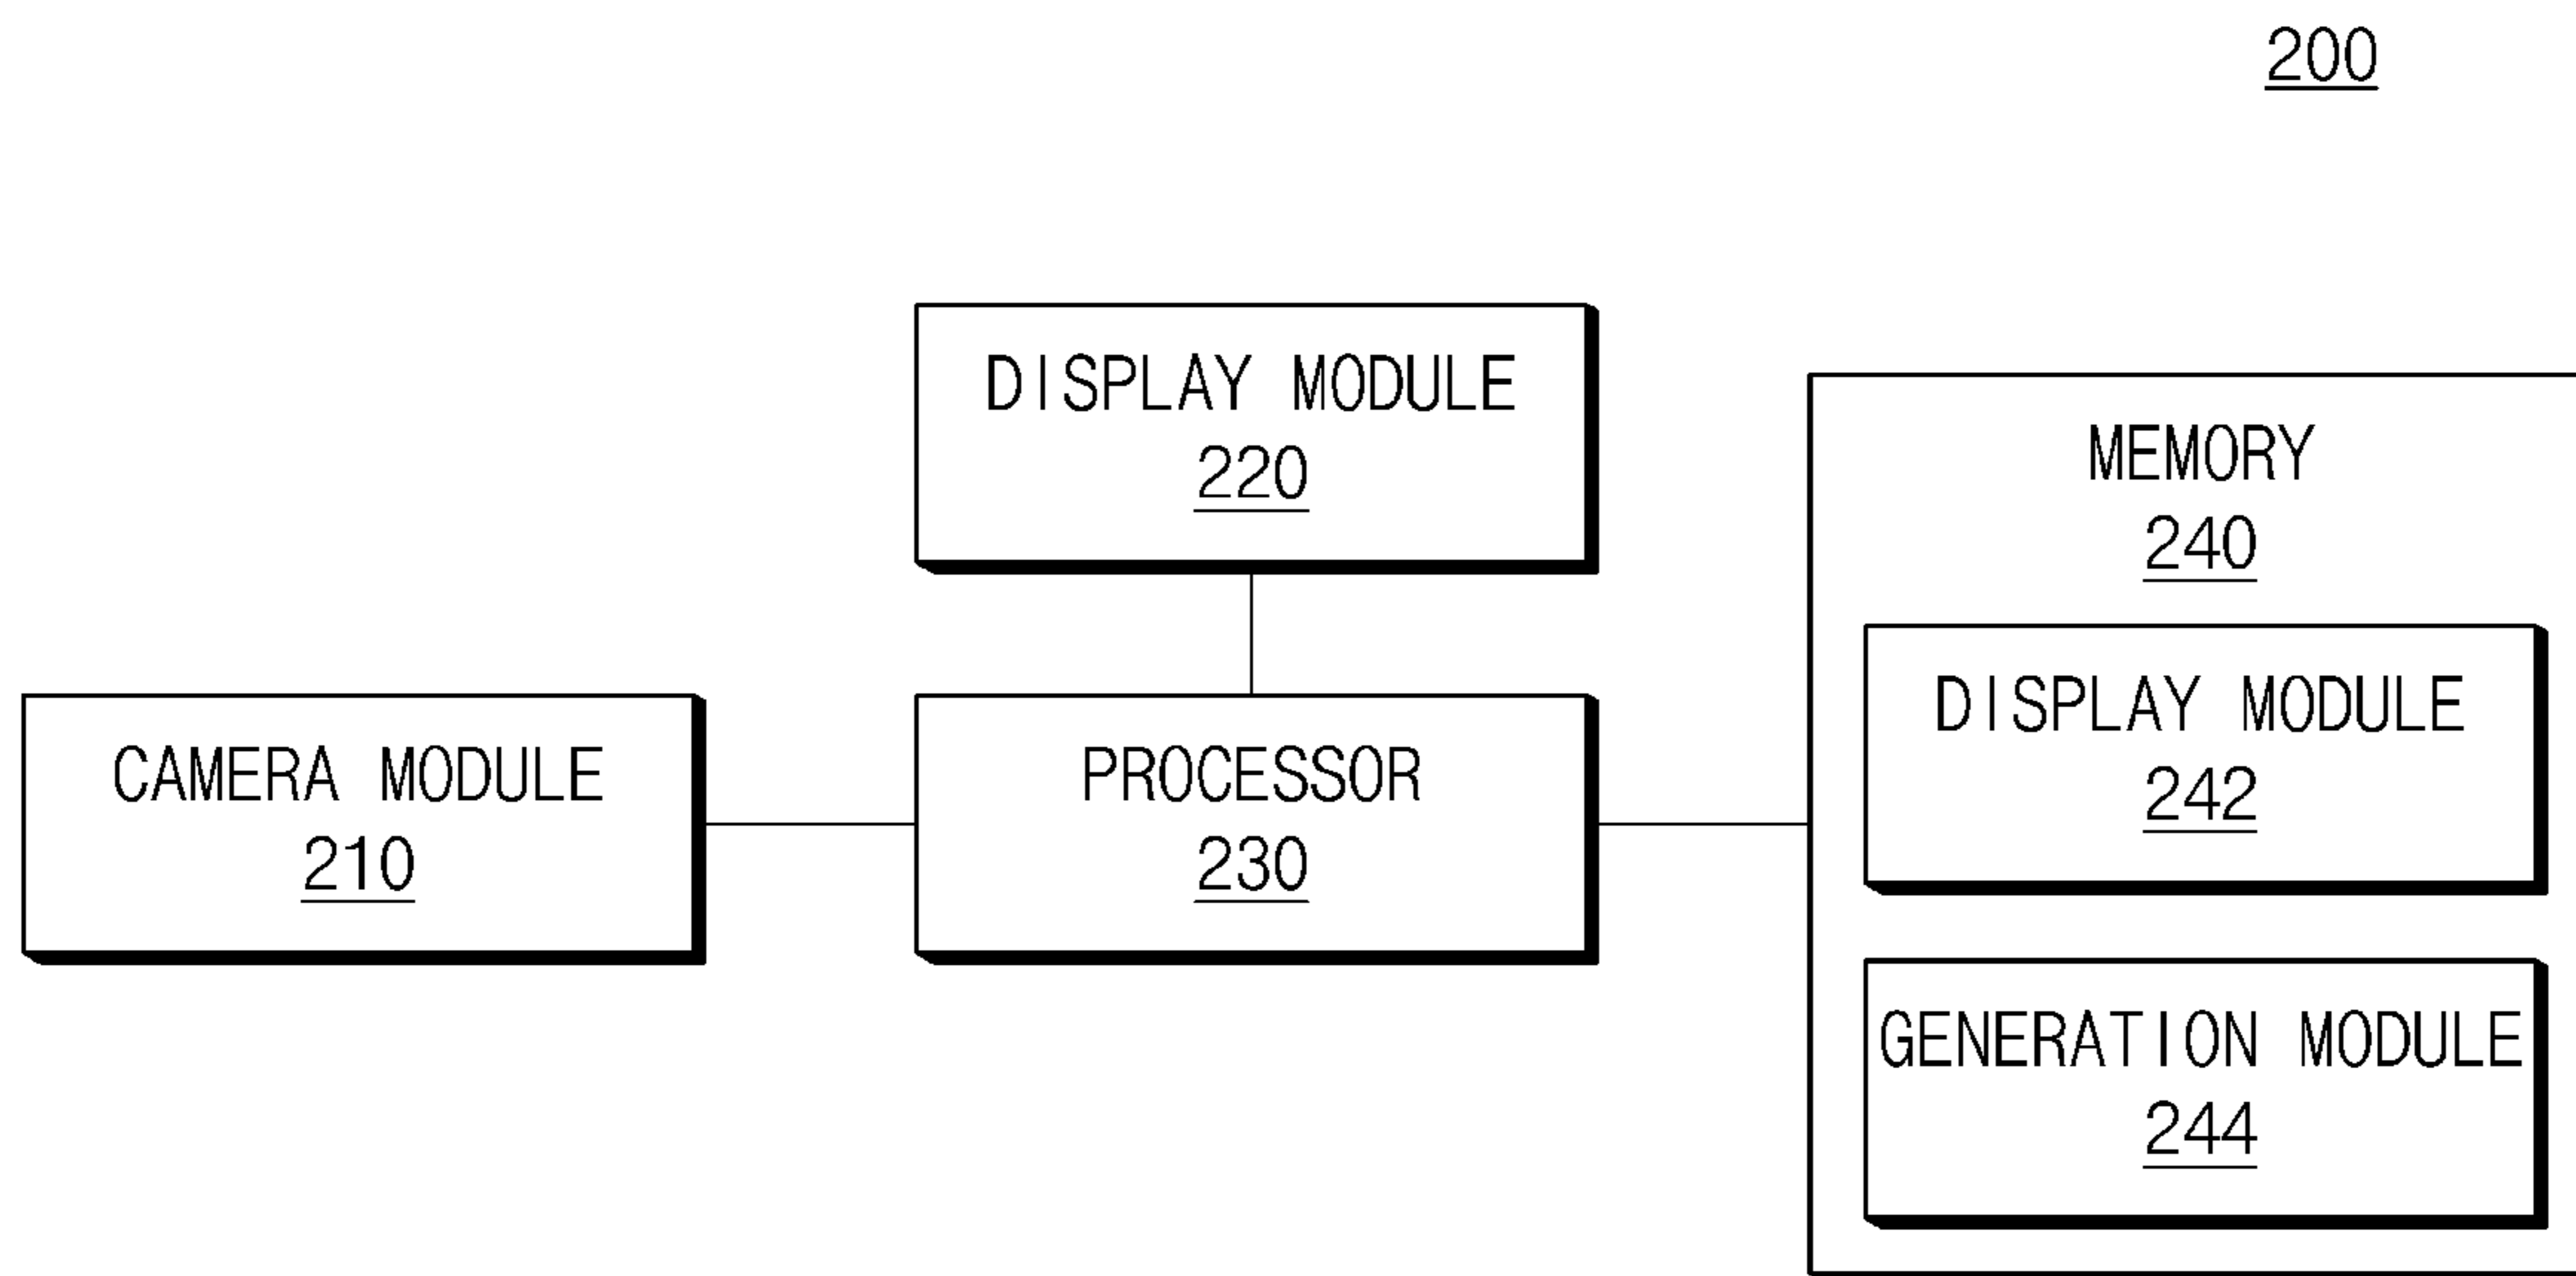 200
DISPLAY MODULE
220
MEMORY
240
DISPLAY MODULE
242
CAMERA MODULE
210
PROCESSOR
230
GENERATION MODULE
244